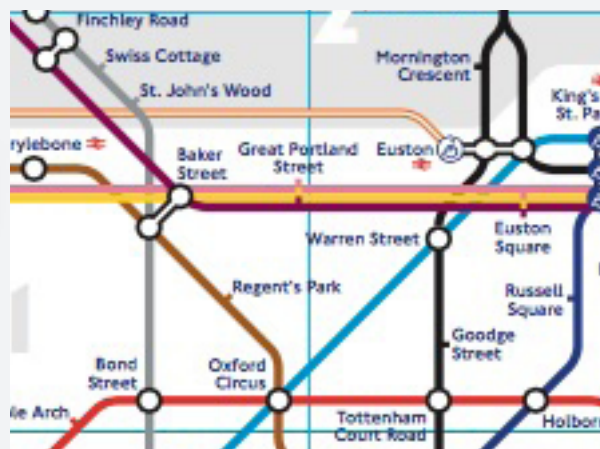 Finchley Road
Swiss Cottage
St. John's Wood
2
Mornington
Crescent
King's
St. Pa
rylebone
Baker
Street
Great Portland
Street
Euston
Warren Street
Euston
Square
Regent's Park
Russell
Square
1
Goodge
Street
Bond
Street
Oxford
Circus
le Arch
Tottenham
Court Road
Holborn